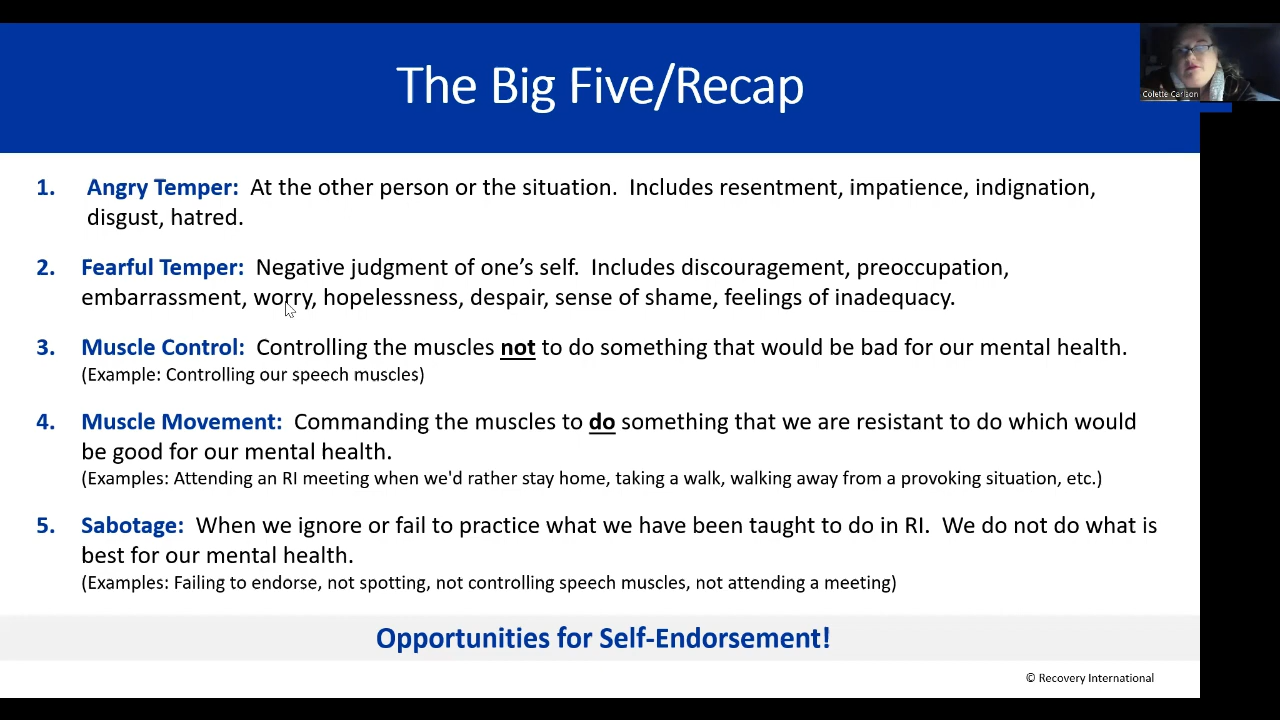 The Big Five/Recap
Colette Carlson
1. Angry Temper: At the other person or the situation. Includes resentment, impatience, indignation,
disgust, hatred.
2. Fearful Temper: Negative judgment of one’s self. Includes discouragement, preoccupation,
embarrassment, worry, hopelessness, despair, sense of shame, feelings of inadequacy.
3. Muscle Control: Controlling the muscles not to do something that would be bad for our mental health.
(Example: Controlling our speech muscles)
4. Muscle Movement: Commanding the muscles to do something that we are resistant to do which would
be good for our mental health.
(Examples: Attending an RI meeting when we'd rather stay home, taking a walk, walking away from a provoking situation, etc.)
5. Sabotage: When we ignore or fail to practice what we have been taught to do in RI. We do not do what is
best for our mental health.
(Examples: Failing to endorse, not spotting, not controlling speech muscles, not attending a meeting)
Opportunities for Self-Endorsement!
© Recovery International